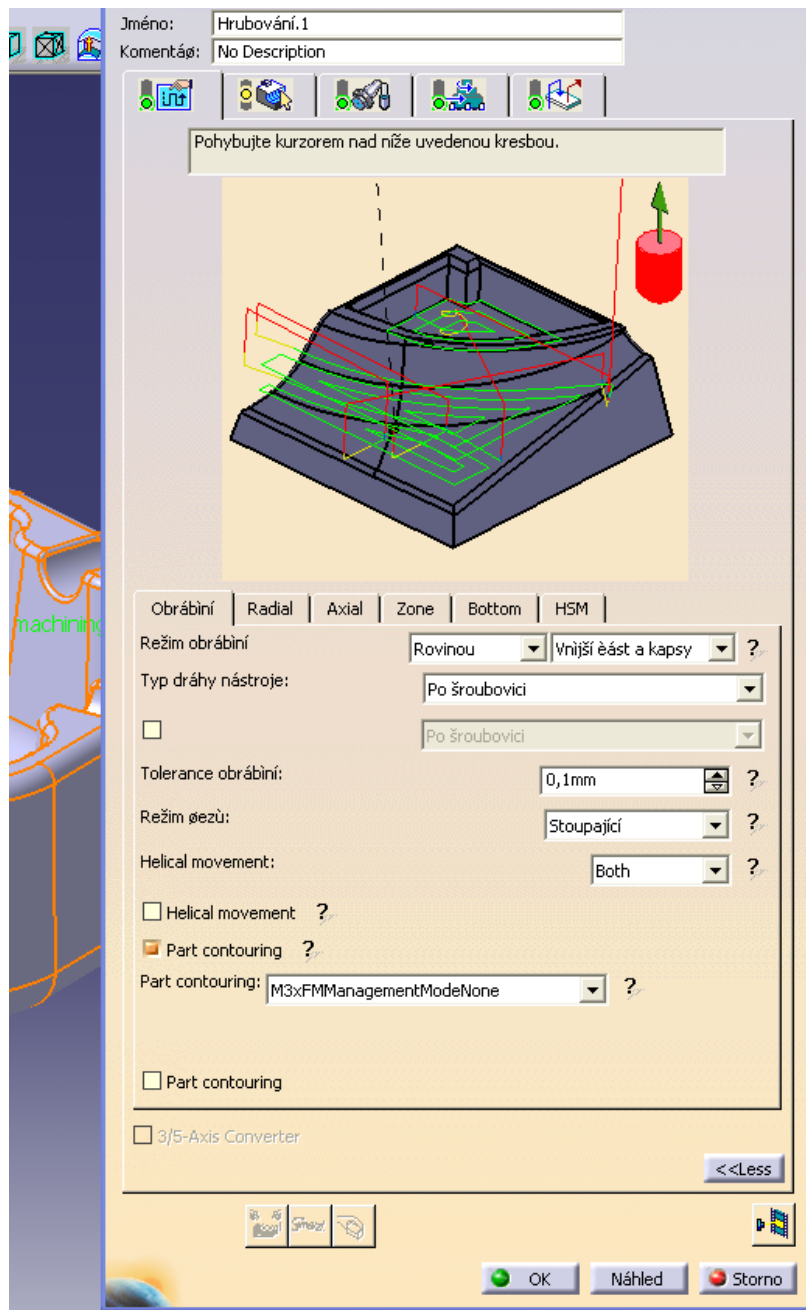 Jméno: Hrubování.1
Komentáø: No Description
Pohybujte kurzorem nad níže uvedenou kresbou.
machining
Obrábìní Radial Axial Zone Bottom HSM
Režim obrábìní Rovinou Vnìjší èást a kapsy ?
Typ dráhy nástroje: Po šroubovici
Po šroubovici
Tolerance obrábìní: 0,1mm ?
Režim øezù: Stoupající ?
Helical movement: Both ?
Helical movement ?
Part contouring ?
Part contouring: M3xFMManagementModeNone ?
Part contouring
3/5-Axis Converter
<<Less
OK Náhled Storno